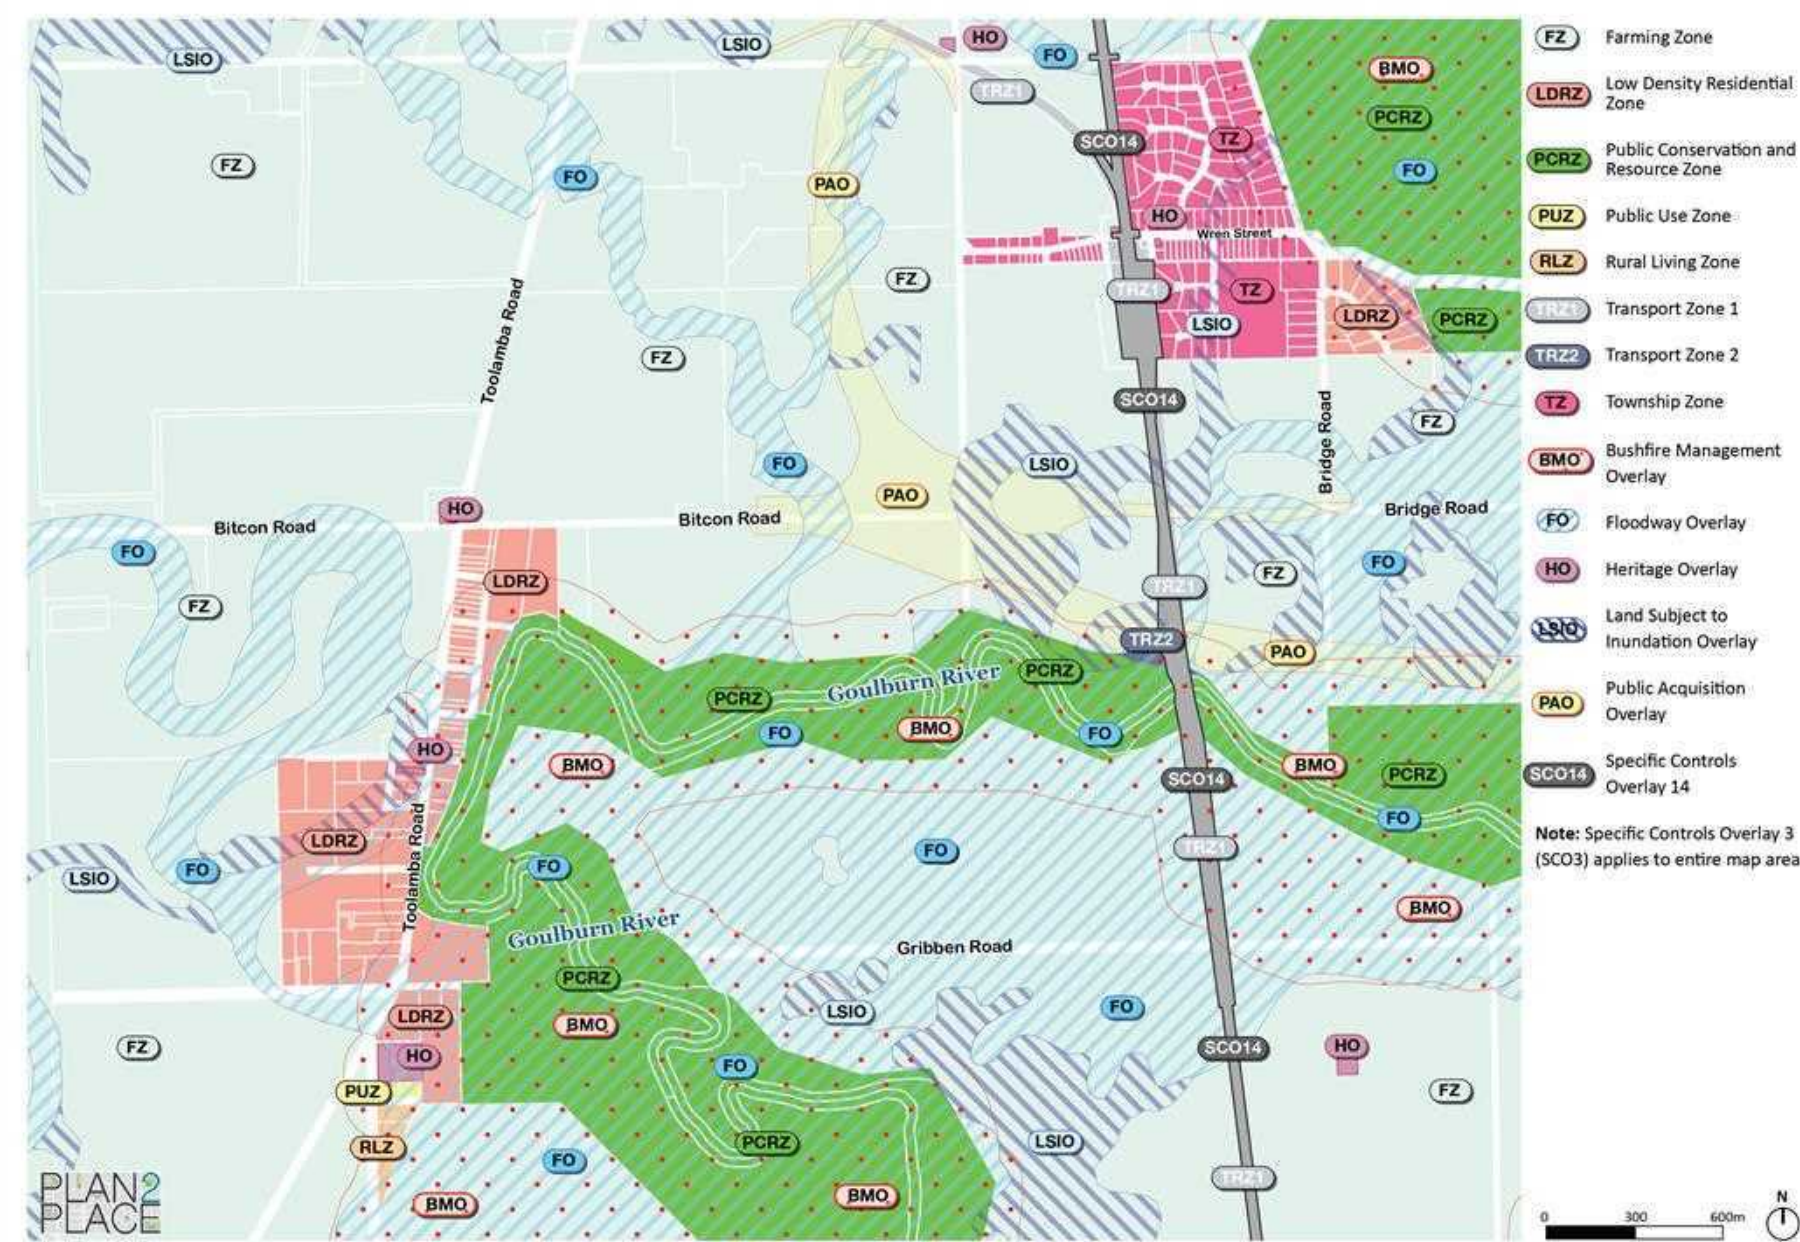 LSIO
LSIO
HO
FO
TRZ1
BMO
PCRZ
FO
SCO14
TZ
FZ
FO
PAO
HO
Wren Street
FZ
TRZ1
TZ
LSIO
LDRZ
PCRZ
Toolamba Road
FZ
SCO14
Bridge Road
FZ
FO
LSIO
PAO
HO
Bitcon Road
Bitcon Road
Bridge Road
FO
FZ
LDRZ
TRZ1
FZ
FO
TRZ2
PAO
PCRZ
Goulburn River
PCRZ
FO
BMO
FO
HO
BMO
SCO14
BMO
PCRZ
FO
LDRZ
Toolamba Road
FO
LSIO
FO
FO
TRZ1
BMO
Goulburn River
Gribben Road
PCRZ
LSIO
FO
LDRZ
BMO
FZ
HO
FO
SCO14
HO
FZ
PUZ
RLZ
FO
PCRZ
LSIO
TRZ1
BMO
BMO
PLAN2
PLACE
FZ Farming Zone
LDRZ Low Density Residential
Zone
PCRZ Public Conservation and
Resource Zone
PUZ Public Use Zone
RLZ Rural Living Zone
TRZ1 Transport Zone 1
TRZ2 Transport Zone 2
TZ Township Zone
BMO Bushfire Management
Overlay
FO Floodway Overlay
HO Heritage Overlay
LSIO Land Subject to
Inundation Overlay
PAO Public Acquisition
Overlay
SCO14 Specific Controls
Overlay 14
Note: Specific Controls Overlay 3
(SCO3) applies to entire map area
0 300 600m
N